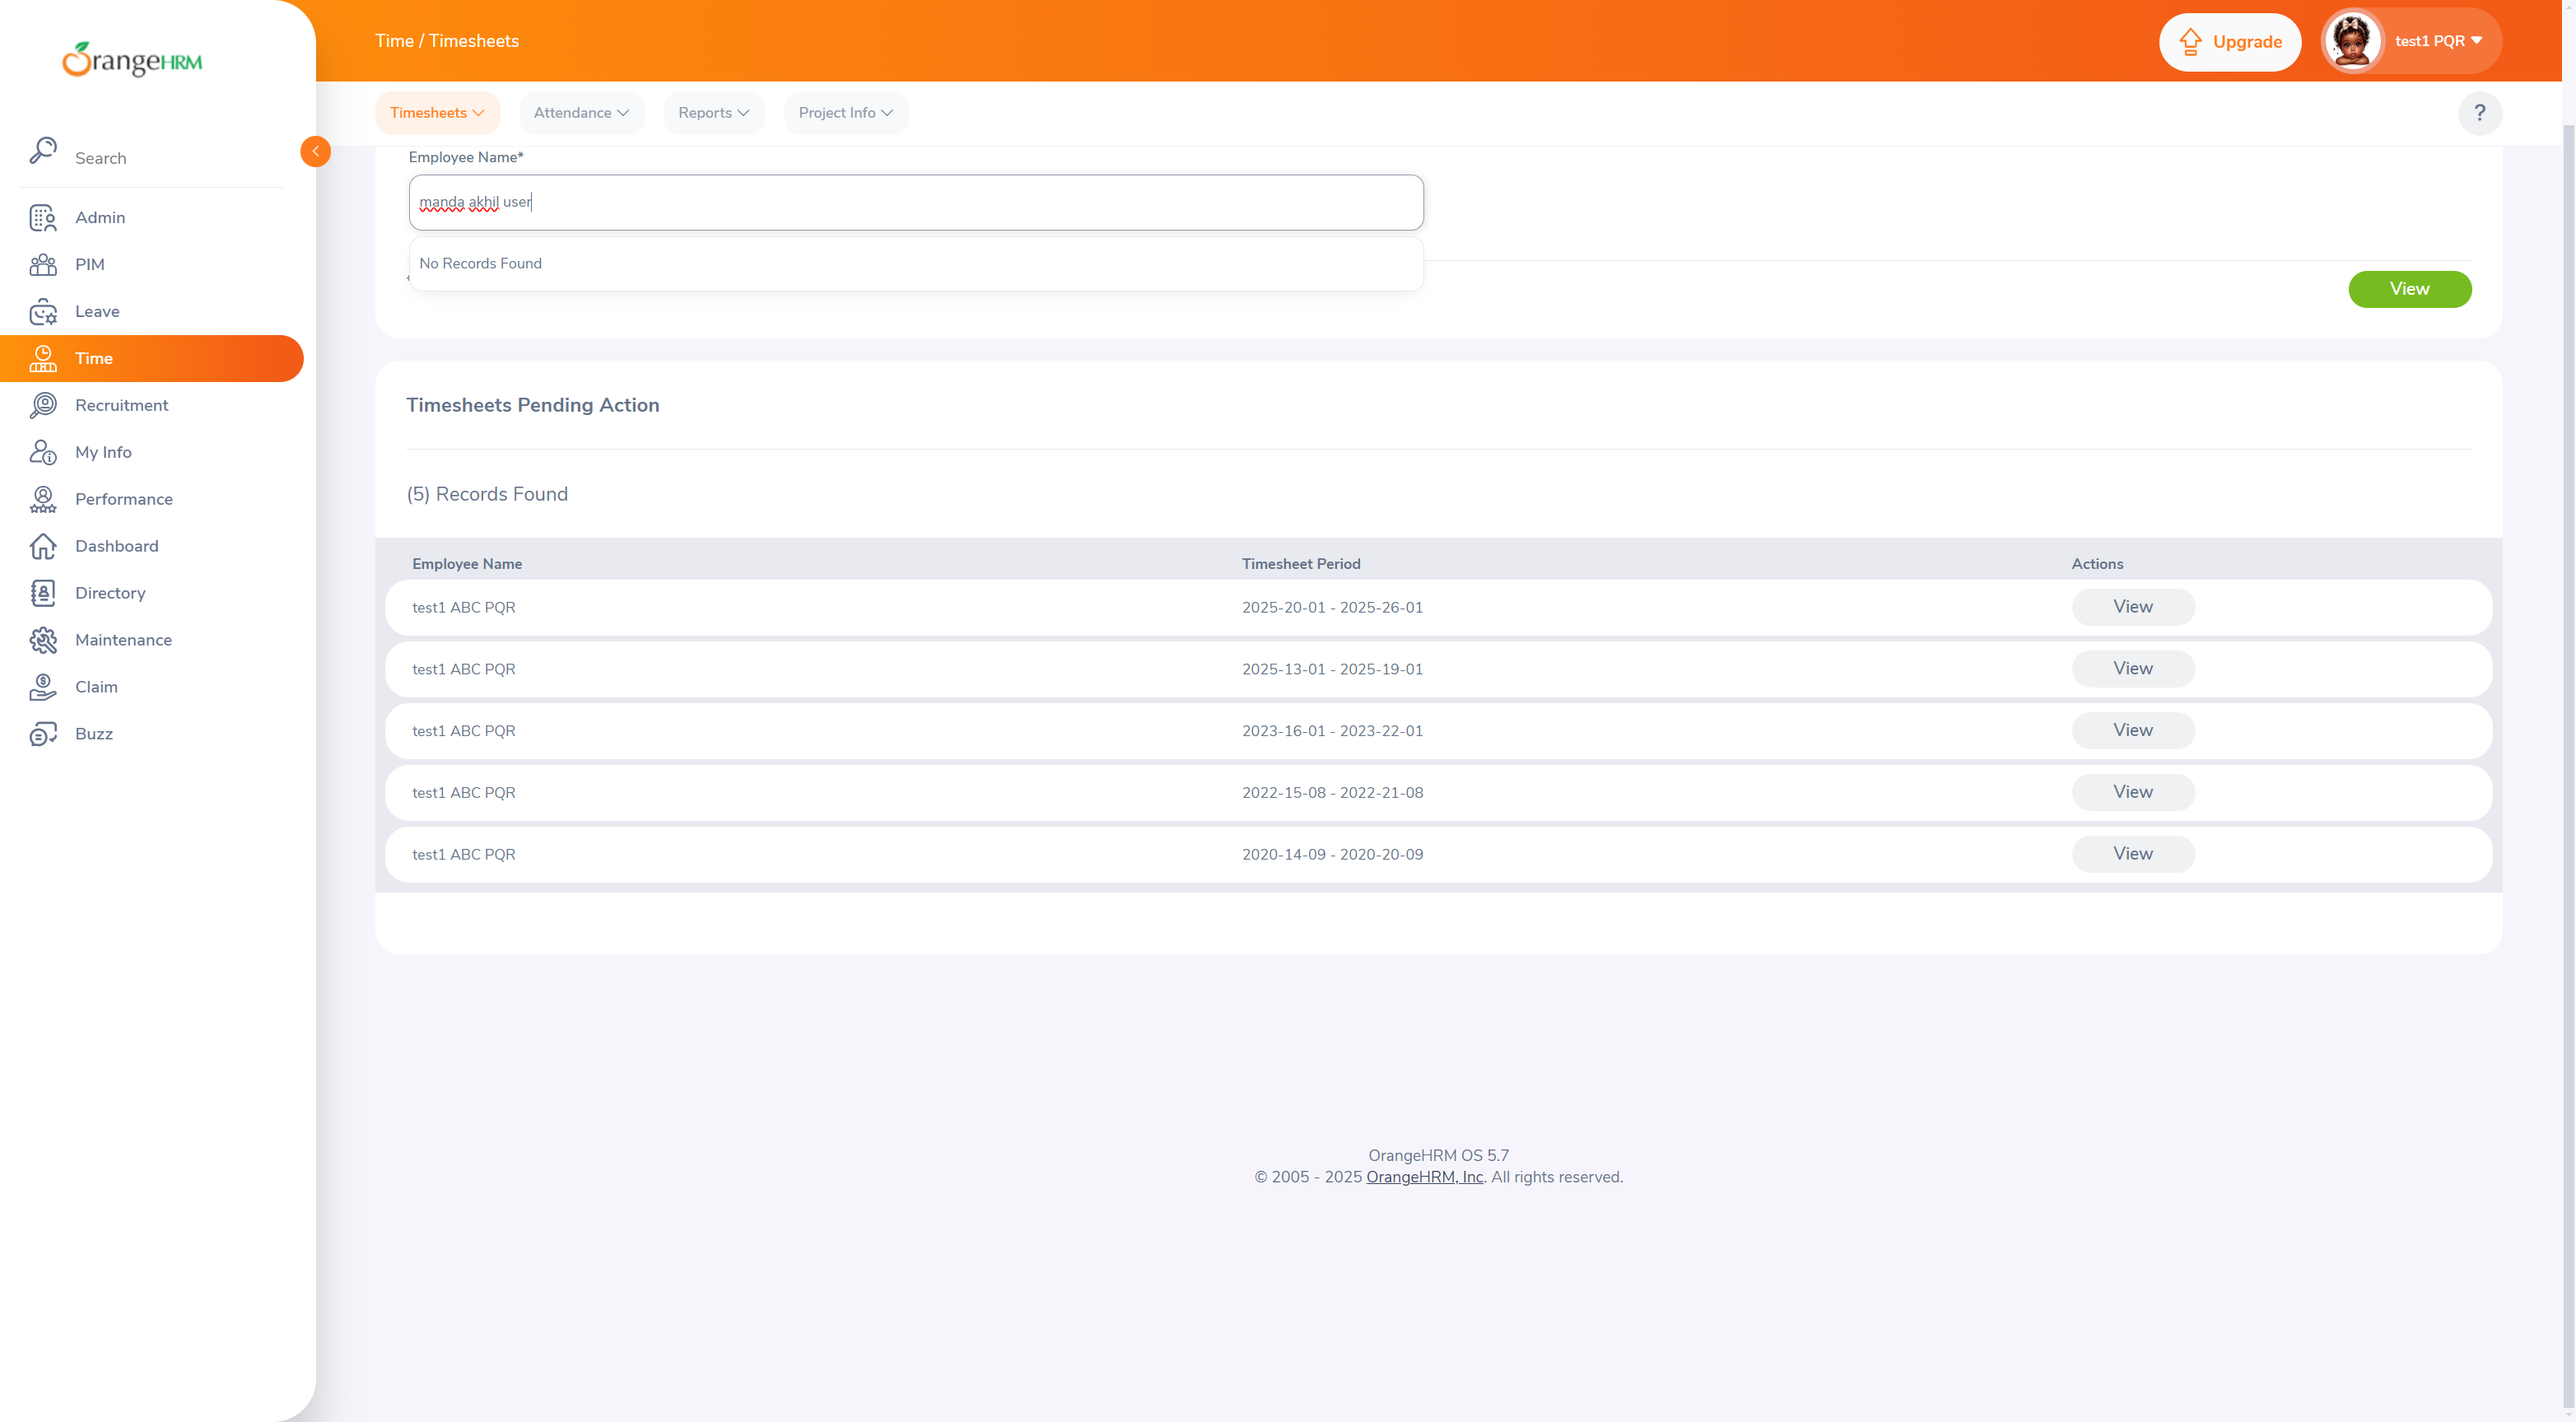 OrangeHRM
Time / Timesheets
Upgrade
test1 PQR
Timesheets
Attendance
Reports
Project Info
?
Search
Admin
PIM
Leave
Time
Recruitment
My Info
Performance
Dashboard
Directory
Maintenance
Claim
Buzz
Employee Name*
manda akhil user
No Records Found
View
Timesheets Pending Action
(5) Records Found
Employee Name Timesheet Period Actions
test1 ABC PQR 2025-20-01 - 2025-26-01 View
test1 ABC PQR 2025-13-01 - 2025-19-01 View
test1 ABC PQR 2023-16-01 - 2023-22-01 View
test1 ABC PQR 2022-15-08 - 2022-21-08 View
test1 ABC PQR 2020-14-09 - 2020-20-09 View
OrangeHRM OS 5.7
© 2005 - 2025 OrangeHRM, Inc. All rights reserved.